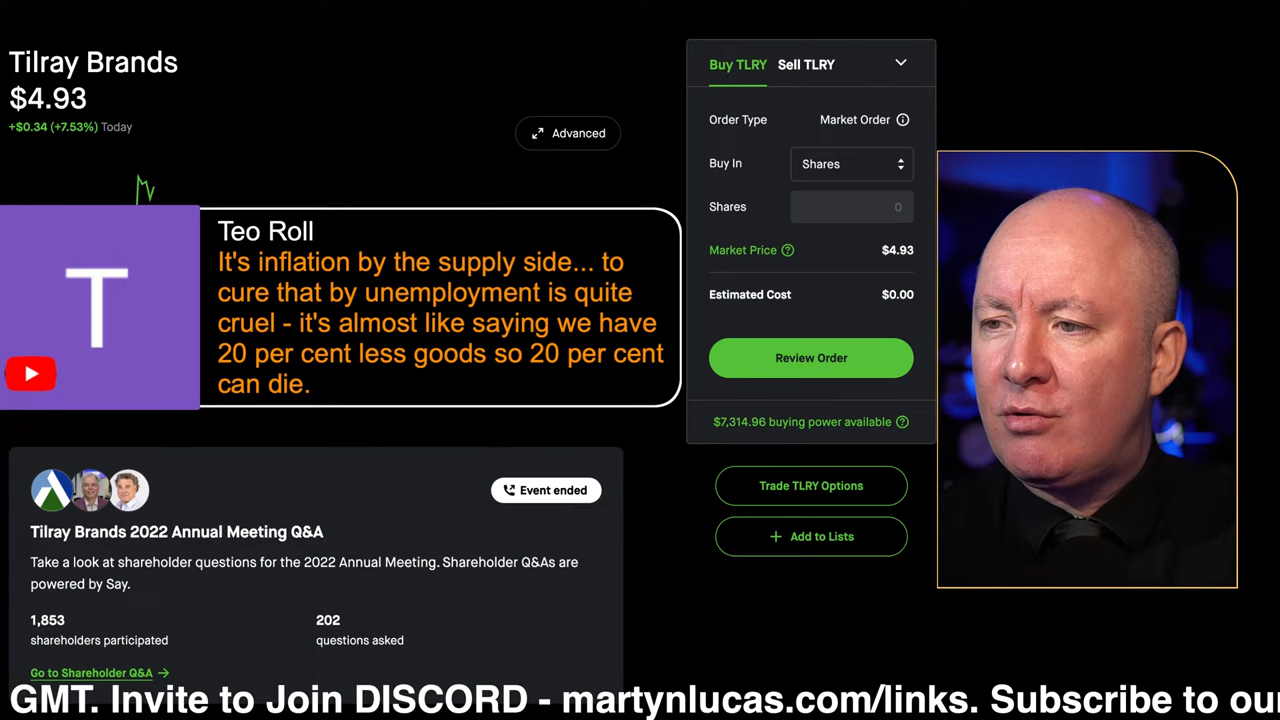 Tilray Brands
$4.93
+$0.34 (+7.53%) Today
Advanced
T
Teo Roll
It's inflation by the supply side... to
cure that by unemployment is quite
cruel - it's almost like saying we have
20 per cent less goods so 20 per cent
can die.
Event ended
Tilray Brands 2022 Annual Meeting Q&A
Take a look at shareholder questions for the 2022 Annual Meeting. Shareholder Q&As are
powered by Say.
1,853 202
shareholders participated questions asked
Go to Shareholder Q&A →
Buy TLRY Sell TLRY
Order Type Market Order
Buy In Shares
Shares 0
Market Price $4.93
Estimated Cost $0.00
Review Order
$7,314.96 buying power available
Trade TLRY Options
+ Add to Lists
GMT. Invite to Join DISCORD - martynlucas.com/links. Subscribe to our